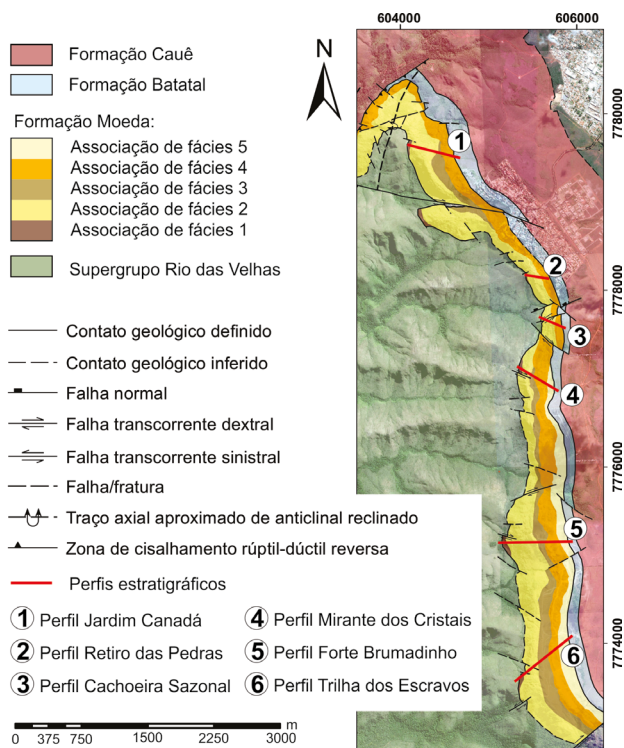 604000 606000
Formação Cauê
Formação Batatal
N
Formação Moeda:
Associação de fácies 5
Associação de fácies 4
Associação de fácies 3
Associação de fácies 2
Associação de fácies 1
Supergrupo Rio das Velhas
Contato geológico definido
Contato geológico inferido
Falha normal
Falha transcorrente dextral
Falha transcorrente sinistral
Falha/fratura
Traço axial aproximado de anticlinal reclinado
Zona de cisalhamento rúptil-dúctil reversa
Perfis estratigráficos
1 Perfil Jardim Canadá
2 Perfil Retiro das Pedras
3 Perfil Cachoeira Sazonal
4 Perfil Mirante dos Cristais
5 Perfil Forte Brumadinho
6 Perfil Trilha dos Escravos
m
0 375 750 1500 2250 3000
1
2
3
4
5
6
7780000
7778000
7776000
7774000